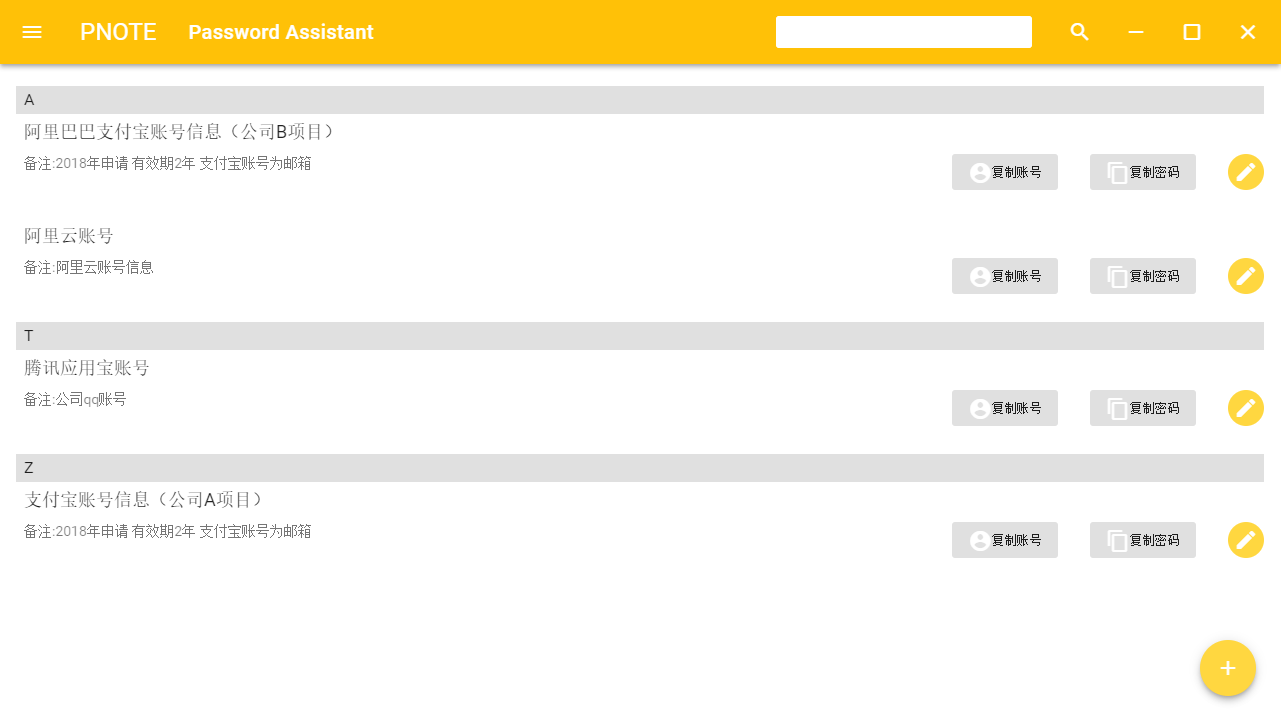 PNOTE Password Assistant
A
阿里巴巴支付宝账号信息（公司B项目）
备注:2018年申请 有效期2年 支付宝账号为邮箱
复制账号 复制密码
阿里云账号
备注:阿里云账号信息
复制账号 复制密码
T
腾讯应用宝账号
备注:公司qq账号
复制账号 复制密码
Z
支付宝账号信息（公司A项目）
备注:2018年申请 有效期2年 支付宝账号为邮箱
复制账号 复制密码